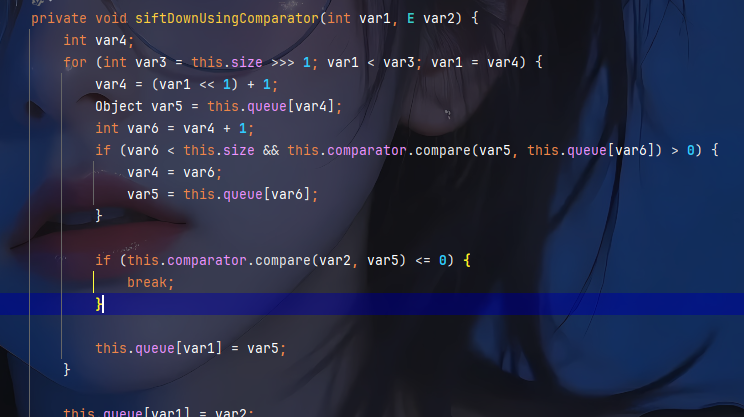 private void siftDownUsingComparator(int var1, E var2) {
int var4;
for (int var3 = this.size >>> 1; var1 < var3; var1 = var4) {
var4 = (var1 << 1) + 1;
Object var5 = this.queue[var4];
int var6 = var4 + 1;
if (var6 < this.size && this.comparator.compare(var5, this.queue[var6]) > 0) {
var4 = var6;
var5 = this.queue[var6];
}
if (this.comparator.compare(var2, var5) <= 0) {
break;
}
this.queue[var1] = var5;
}
this.queue[var1] = var2;